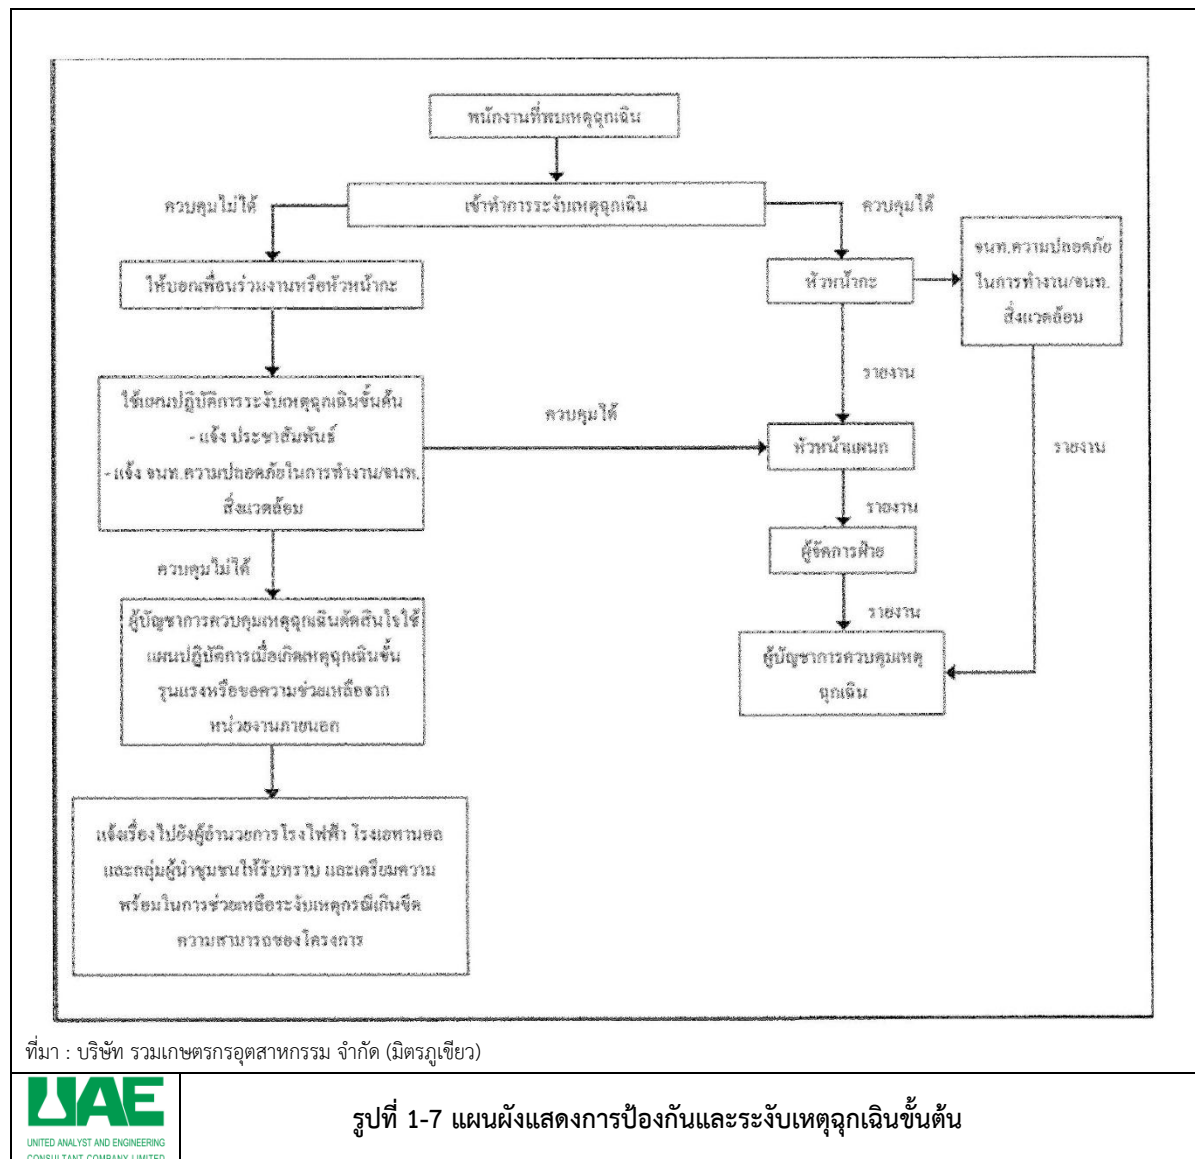 พนักงานที่พบเหตุฉุกเฉิน
เข้าทำการระงับเหตุฉุกเฉิน
ควบคุมไม่ได้
ควบคุมได้
ให้บอกเพื่อนร่วมงานหรือหัวหน้ากะ
หัวหน้ากะ
จนท.ความปลอดภัย
ในการทำงาน/จนท.
สิ่งแวดล้อม
รายงาน
ใช้แผนปฏิบัติการระงับเหตุฉุกเฉินขั้นต้น
- แจ้ง ประชาสัมพันธ์
- แจ้ง จนท.ความปลอดภัยในการทำงาน/จนท.
สิ่งแวดล้อม
ควบคุมได้
หัวหน้าแผนก
รายงาน
รายงาน
ผู้จัดการฝ่าย
ควบคุมไม่ได้
รายงาน
ผู้บัญชาการควบคุมเหตุฉุกเฉินตัดสินใจใช้
แผนปฏิบัติการเมื่อเกิดเหตุฉุกเฉินขั้น
รุนแรงหรือขอความช่วยเหลือจาก
หน่วยงานภายนอก
ผู้บัญชาการควบคุมเหตุ
ฉุกเฉิน
แจ้งเรื่องไปยังผู้อำนวยการโรงไฟฟ้า โรงเอทานอล
และกลุ่มผู้นำชุมชนให้รับทราบ และเตรียมความ
พร้อมในการช่วยเหลือระงับเหตุกรณีเกินขีด
ความสามารถของโครงการ
ที่มา : บริษัท รวมเกษตรกรอุตสาหกรรม จำกัด (มิตรภูเขียว)
UAE
UNITED ANALYST AND ENGINEERING
CONSULTANT COMPANY LIMITED
รูปที่ 1-7 แผนผังแสดงการป้องกันและระงับเหตุฉุกเฉินขั้นต้น